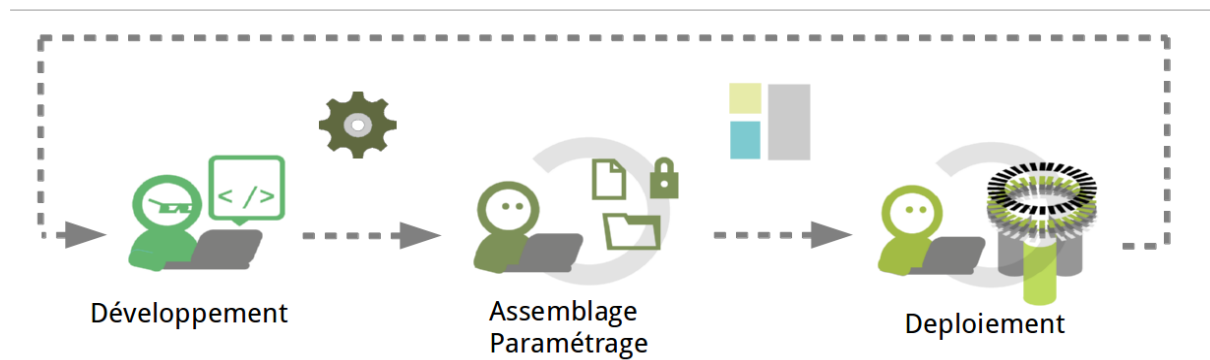 < />
Développement
Assemblage
Paramétrage
Deploiement